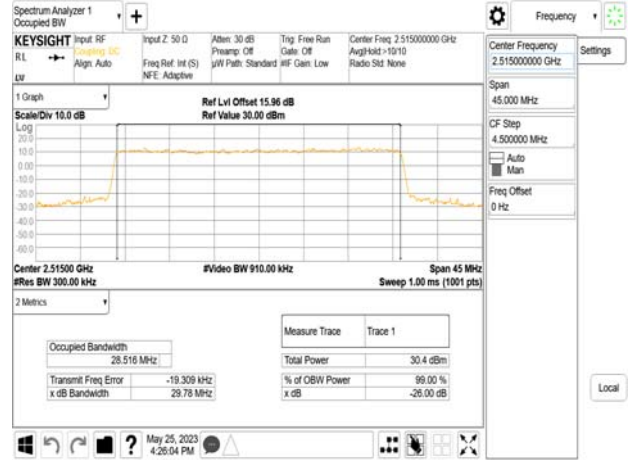 Spectrum Analyzer 1
Occupied BW
Frequency
KEYSIGHT
RL
Input: RF
Coupling: DC
Align: Auto
Input Z: 50 Ω
Freq Ref: Int (S)
NFE: Adaptive
Atten: 30 dB
Preamp: Off
µW Path: Standard
Trig: Free Run
Gate: Off
#IF Gain: Low
Center Freq: 2.515000000 GHz
Avg|Hold:>10/10
Radio Std: None
Center Frequency
2.515000000 GHz
Settings
Span
45.000 MHz
CF Step
4.500000 MHz
Auto
Man
Freq Offset
0 Hz
Local
1 Graph
Scale/Div 10.0 dB
Ref Lvl Offset 15.96 dB
Ref Value 30.00 dBm
Log
20.0
10.0
0.00
-10.0
-20.0
-30.0
-40.0
-50.0
-60.0
Center 2.51500 GHz
#Res BW 300.00 kHz
#Video BW 910.00 kHz
Span 45 MHz
Sweep 1.00 ms (1001 pts)
2 Metrics
Measure Trace Trace 1
Occupied Bandwidth
28.516 MHz
Total Power 30.4 dBm
Transmit Freq Error -19.309 kHz
% of OBW Power 99.00 %
x dB Bandwidth 29.78 MHz
x dB -26.00 dB
May 25, 2023
4:26:04 PM